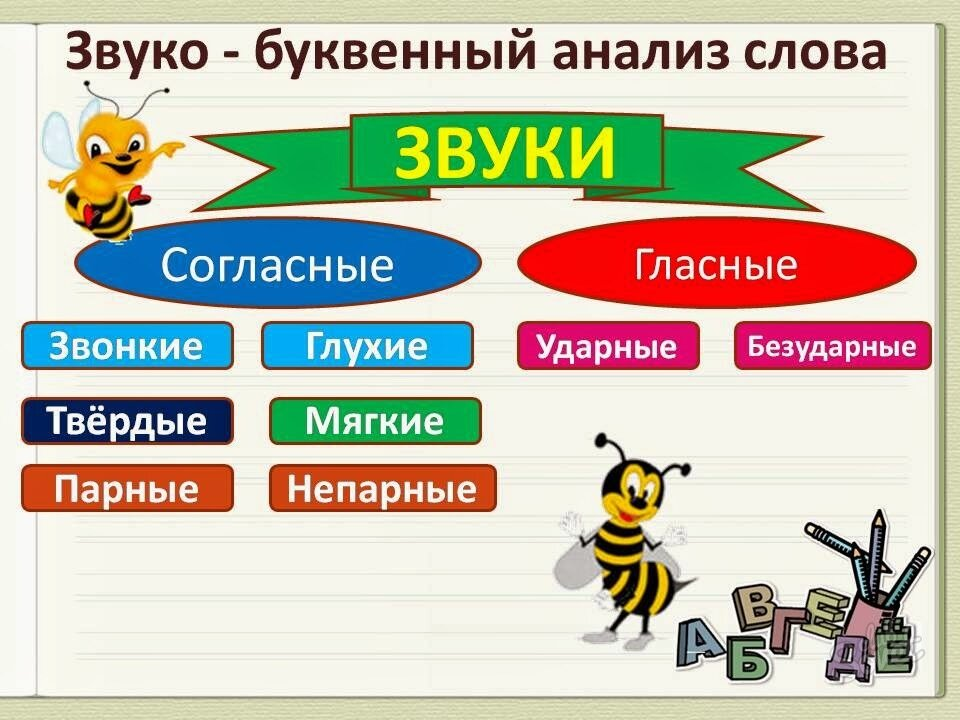 Звуко - буквенный анализ слова
ЗВУКИ
Согласные Гласные
Звонкие Глухие Ударные Безударные
Твёрдые Мягкие
Парные Непарные
А Б В Г Е Д Ё